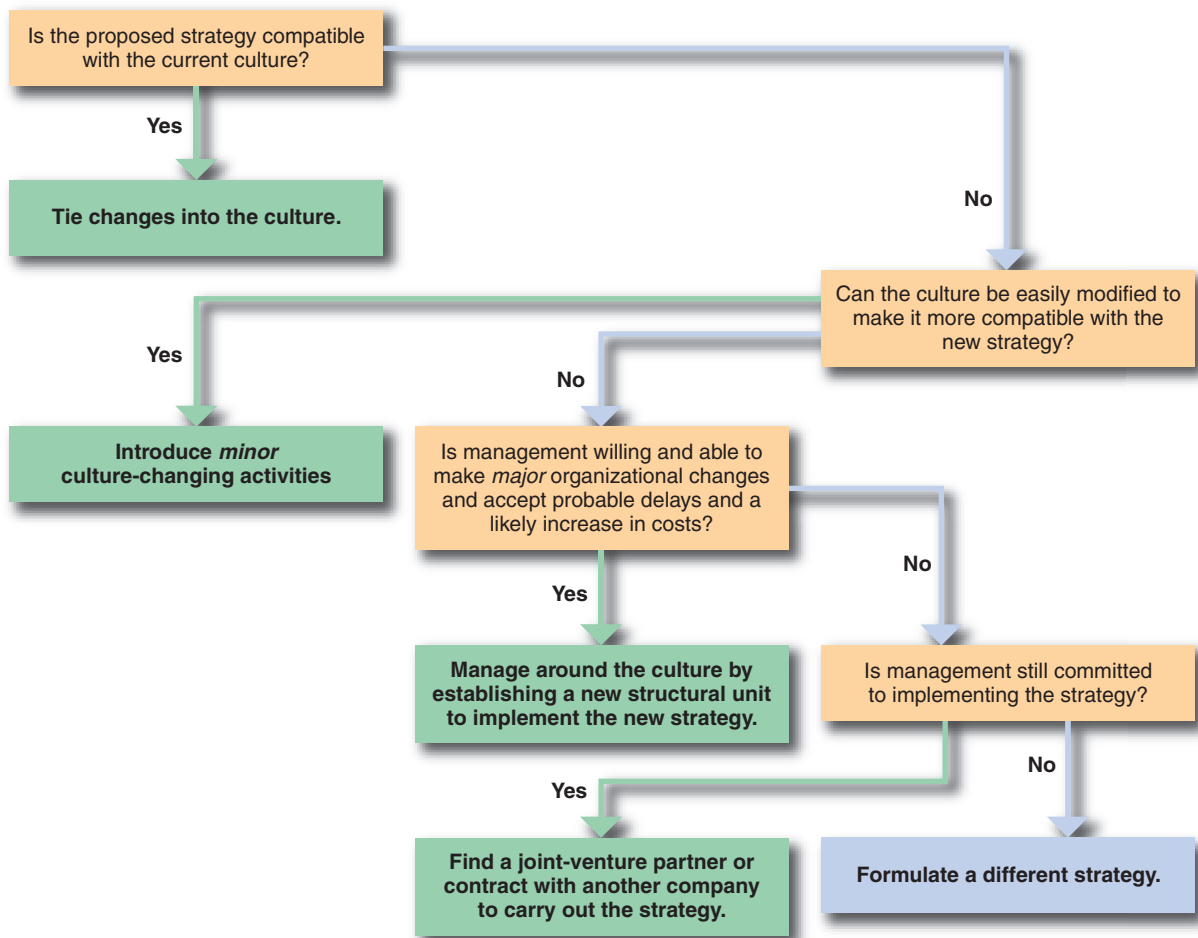 Is the proposed strategy compatible
with the current culture?
Yes
Tie changes into the culture.
No
Can the culture be easily modified to
make it more compatible with the
new strategy?
Yes
Introduce minor
culture-changing activities
No
Is management willing and able to
make major organizational changes
and accept probable delays and a
likely increase in costs?
Yes
Manage around the culture by
establishing a new structural unit
to implement the new strategy.
No
Is management still committed
to implementing the strategy?
Yes
Find a joint-venture partner or
contract with another company
to carry out the strategy.
No
Formulate a different strategy.